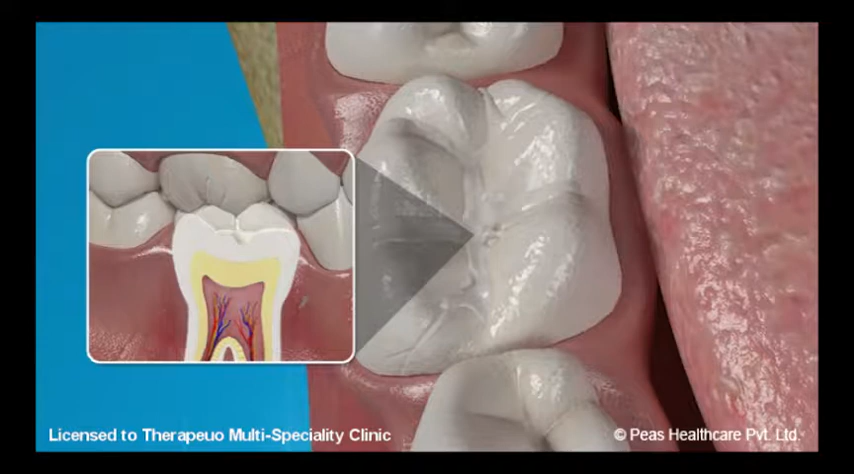 Licensed to Therapeuo Multi-Speciality Clinic
© Peas Healthcare Pvt. Ltd.